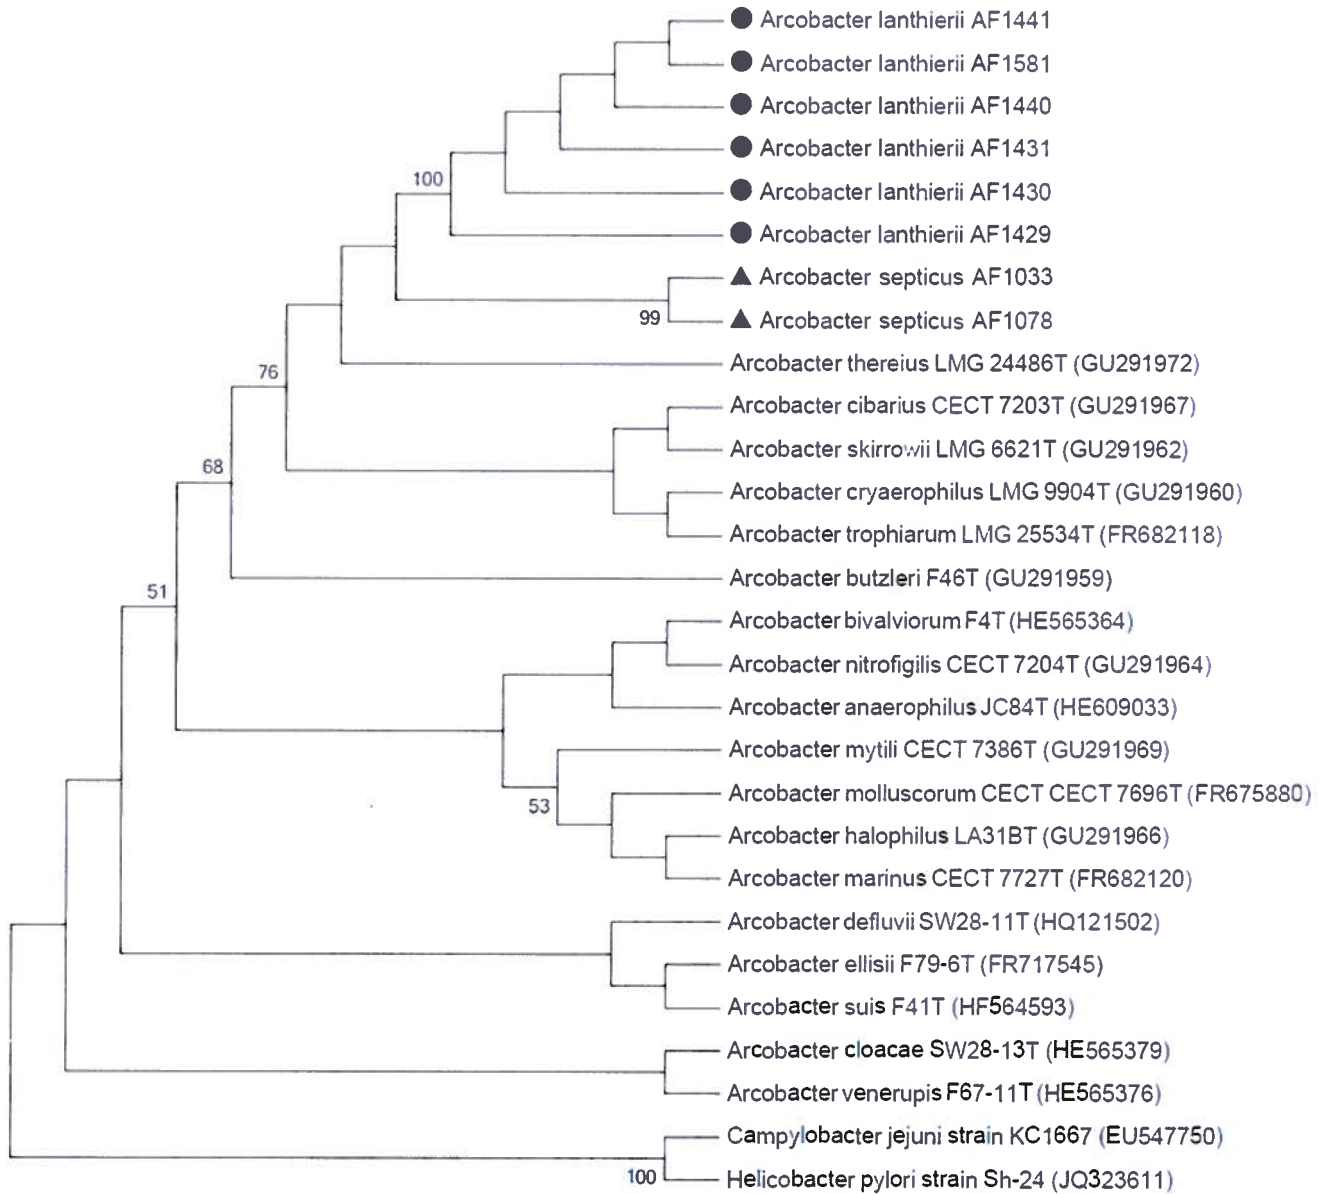 Arcobacter lanthierii AF1441
Arcobacter lanthierii AF1581
Arcobacter lanthierii AF1440
Arcobacter lanthierii AF1431
100
Arcobacter lanthierii AF1430
Arcobacter lanthierii AF1429
Arcobacter septicus AF1033
99
Arcobacter septicus AF1078
Arcobacter thereius LMG 24486T (GU291972)
76
Arcobacter cibarius CECT 7203T (GU291967)
Arcobacter skirrowii LMG 6621T (GU291962)
68
Arcobacter cryaerophilus LMG 9904T (GU291960)
Arcobacter trophiarum LMG 25534T (FR682118)
Arcobacter butzleri F46T (GU291959)
51
Arcobacter bivalviorum F4T (HE565364)
Arcobacter nitrofigilis CECT 7204T (GU291964)
Arcobacter anaerophilus JC84T (HE609033)
Arcobacter mytili CECT 7386T (GU291969)
Arcobacter molluscorum CECT CECT 7696T (FR675880)
53
Arcobacter halophilus LA31BT (GU291966)
Arcobacter marinus CECT 7727T (FR682120)
Arcobacter defluvii SW28-11T (HQ121502)
Arcobacter ellisii F79-6T (FR717545)
Arcobacter suis F41T (HF564593)
Arcobacter cloacae SW28-13T (HE565379)
Arcobacter venerupis F67-11T (HE565376)
Campylobacter jejuni strain KC1667 (EU547750)
100
Helicobacter pylori strain Sh-24 (JQ323611)